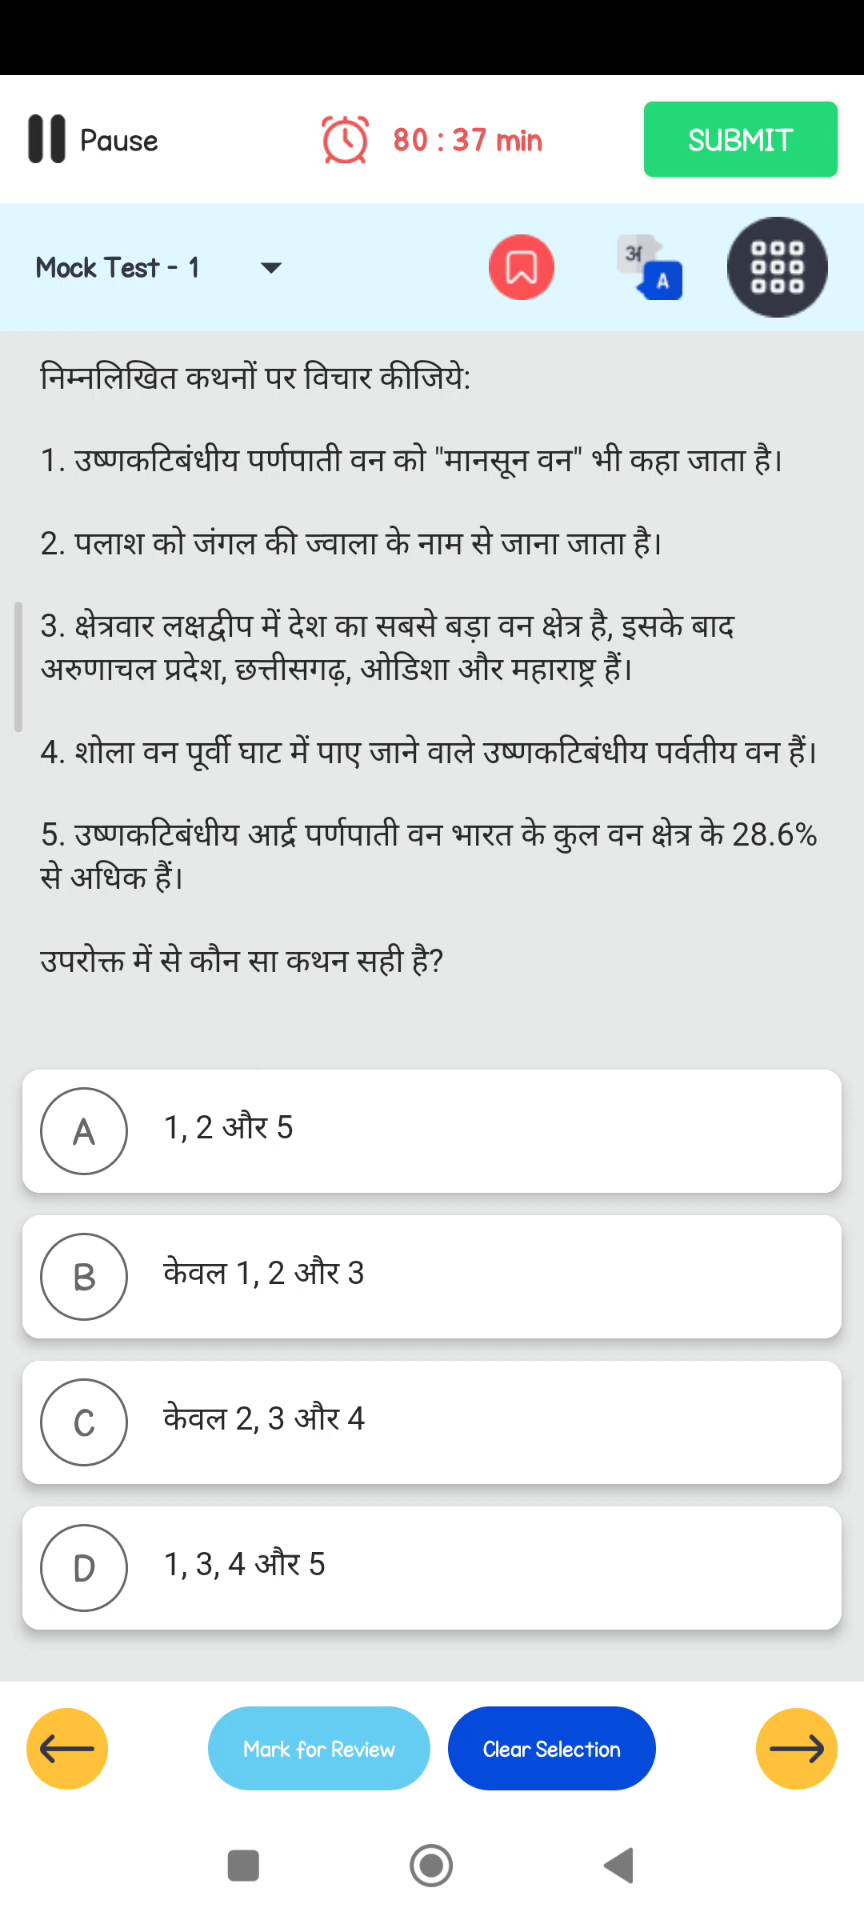 Pause
80 : 37 min
SUBMIT
Mock Test - 1
अ
A
निम्नलिखित कथनों पर विचार कीजिये:
1. उष्णकटिबंधीय पर्णपाती वन को "मानसून वन" भी कहा जाता है।
2. पलाश को जंगल की ज्वाला के नाम से जाना जाता है।
3. क्षेत्रवार लक्षद्वीप में देश का सबसे बड़ा वन क्षेत्र है, इसके बाद
अरुणाचल प्रदेश, छत्तीसगढ़, ओडिशा और महाराष्ट्र हैं।
4. शोला वन पूर्वी घाट में पाए जाने वाले उष्णकटिबंधीय पर्वतीय वन हैं।
5. उष्णकटिबंधीय आर्द्र पर्णपाती वन भारत के कुल वन क्षेत्र के 28.6%
से अधिक हैं।
उपरोक्त में से कौन सा कथन सही है?
A 1, 2 और 5
B केवल 1, 2 और 3
C केवल 2, 3 और 4
D 1, 3, 4 और 5
Mark for Review
Clear Selection